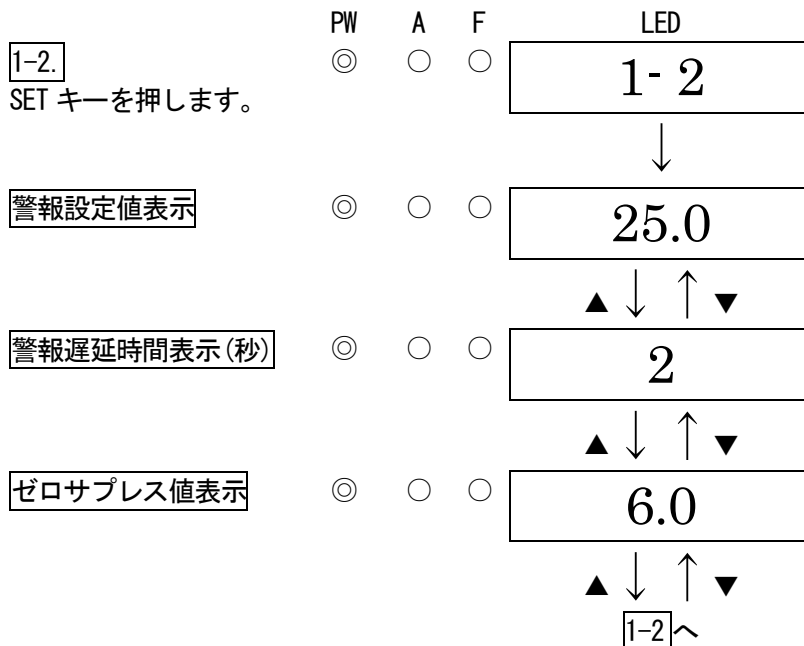 PW A F LED
1-2. ◎ ○ ○ 1- 2
SET キーを押します。
↓
警報設定値表示 ◎ ○ ○ 25.0
▲ ↓ ↑ ▼
警報遅延時間表示(秒) ◎ ○ ○ 2
▲ ↓ ↑ ▼
ゼロサプレス値表示 ◎ ○ ○ 6.0
▲ ↓ ↑ ▼
1-2 へ